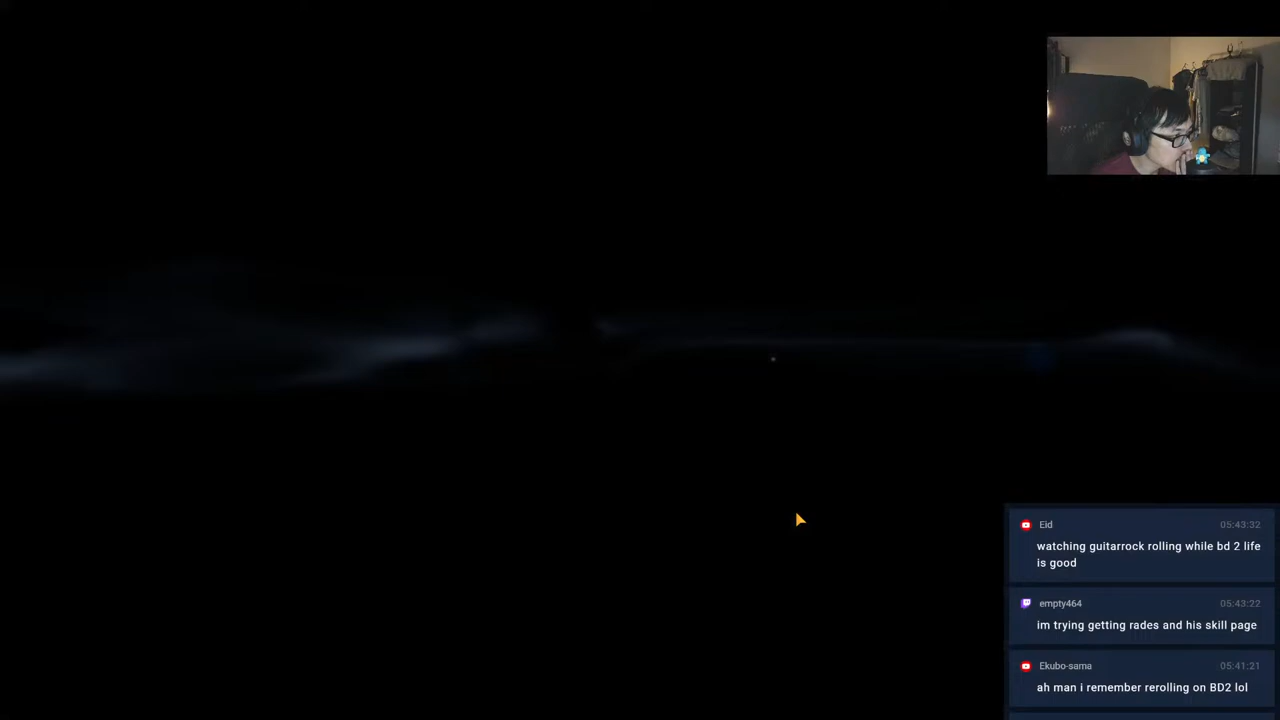 Eid 05:43:32
watching guitarrock rolling while bd 2 life
is good
empty464 05:43:22
im trying getting rades and his skill page
Ekubo-sama 05:41:21
ah man i remember rerolling on BD2 lol